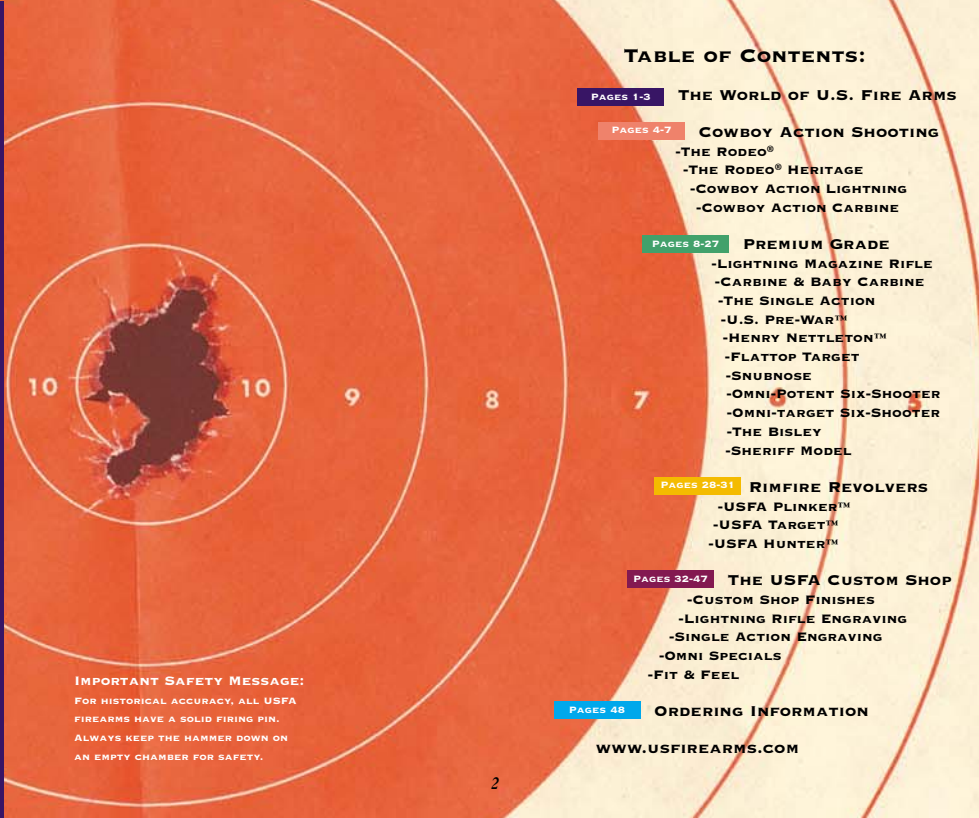 TABLE OF CONTENTS:
PAGES 1-3 THE WORLD OF U.S. FIRE ARMS
PAGES 4-7 COWBOY ACTION SHOOTING
-THE RODEO®
-THE RODEO® HERITAGE
-COWBOY ACTION LIGHTNING
-COWBOY ACTION CARBINE
PAGES 8-27 PREMIUM GRADE
-LIGHTNING MAGAZINE RIFLE
-CARBINE & BABY CARBINE
-THE SINGLE ACTION
-U.S. PRE-WAR™
-HENRY NETTLETON™
-FLATTOP TARGET
-SNUBNOSE
-OMNI-POTENT SIX-SHOOTER
-OMNI-TARGET SIX-SHOOTER
-THE BISLEY
-SHERIFF MODEL
PAGES 28-31 RIMFIRE REVOLVERS
-USFA PLINKER™
-USFA TARGET™
-USFA HUNTER™
PAGES 32-47 THE USFA CUSTOM SHOP
-CUSTOM SHOP FINISHES
-LIGHTNING RIFLE ENGRAVING
-SINGLE ACTION ENGRAVING
-OMNI SPECIALS
-FIT & FEEL
PAGES 48 ORDERING INFORMATION
WWW.USFIREARMS.COM
10 10 9 8 7 6 5
IMPORTANT SAFETY MESSAGE:
FOR HISTORICAL ACCURACY, ALL USFA
FIREARMS HAVE A SOLID FIRING PIN.
ALWAYS KEEP THE HAMMER DOWN ON
AN EMPTY CHAMBER FOR SAFETY.
2